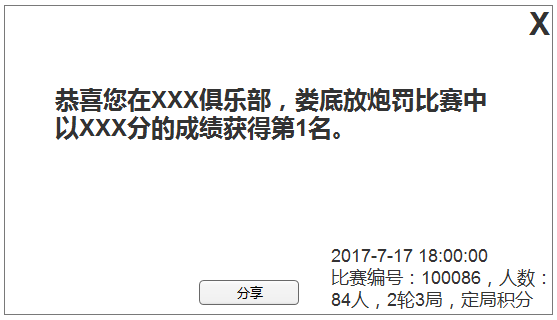 X
恭喜您在XXX俱乐部，娄底放炮罚比赛中
以XXX分的成绩获得第1名。
2017-7-17 18:00:00
比赛编号：100086，人数：
84人，2轮3局，定局积分
分享